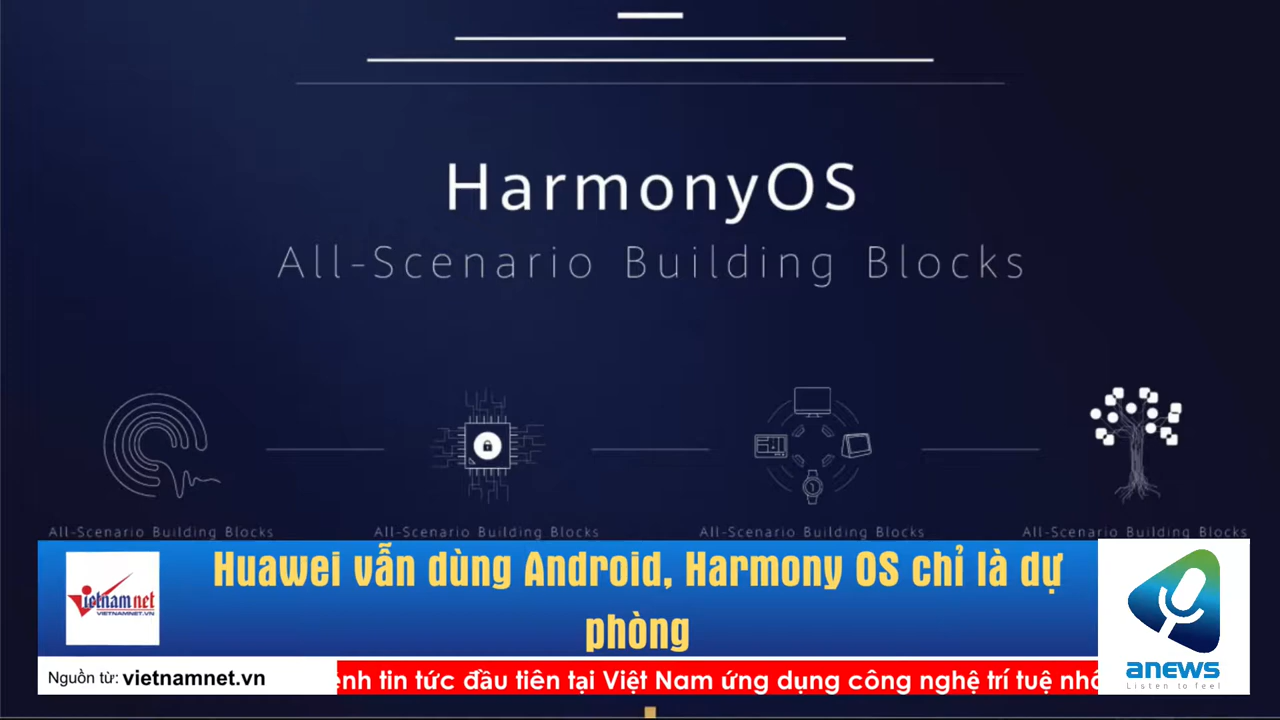 HarmonyOS
All-Scenario Building Blocks
All-Scenario Building Blocks All-Scenario Building Blocks All-Scenario Building Blocks All-Scenario Building Blocks
Huawei vẫn dùng Android, Harmony OS chỉ là dự
phòng
Vietnamnet
VIETNAMNET.VN
Nguồn từ: vietnamnet.vn
tin tức đầu tiên tại Việt Nam ứng dụng công nghệ trí tuệ
anews
Listen to feel